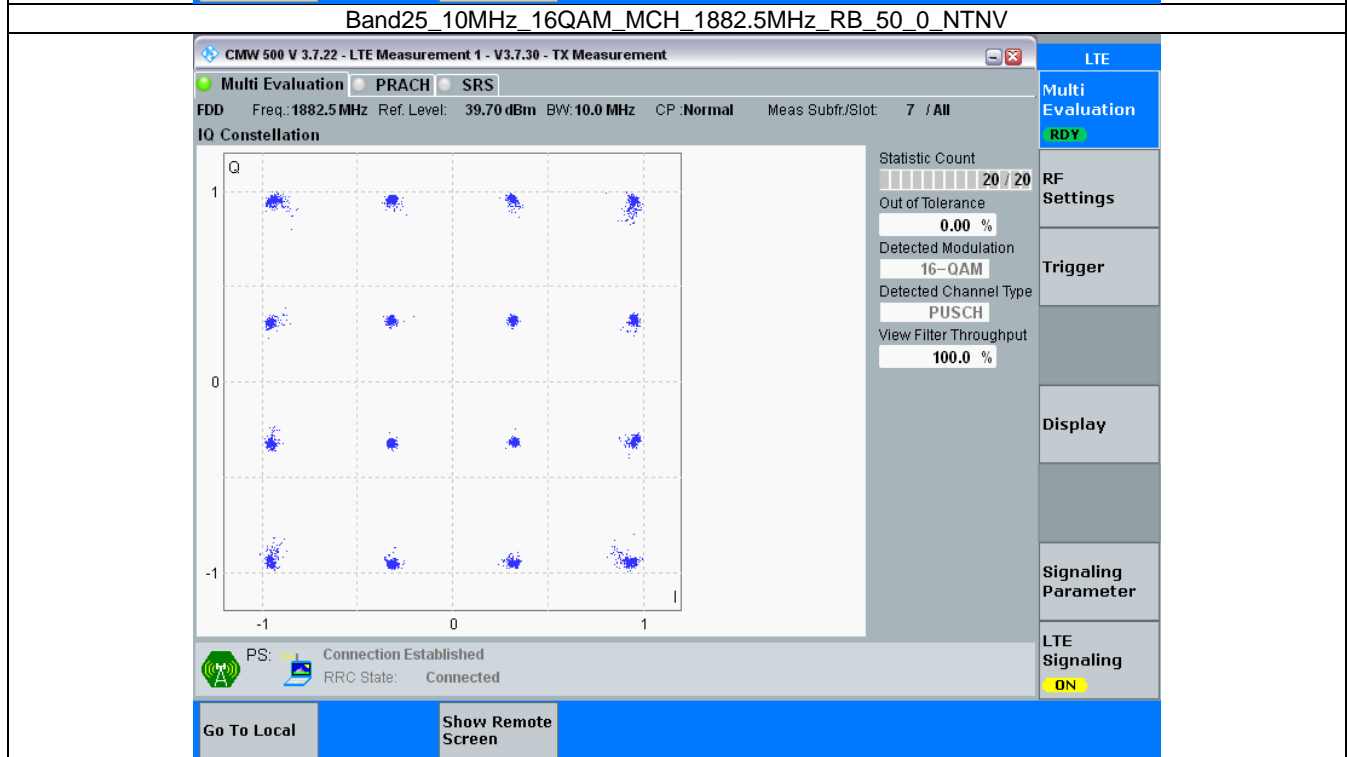 Band25_10MHz_16QAM_MCH_1882.5MHz_RB_50_0_NTNV
CMW 500 V 3.7.22 - LTE Measurement 1 - V3.7.30 - TX Measurement
LTE
Multi Evaluation PRACH SRS
FDD Freq.:1882.5 MHz Ref. Level: 39.70 dBm BW:10.0 MHz CP :Normal Meas Subfr./Slot: 7 / All
IQ Constellation
Q
1
0
-1
-1 0 1
I
Statistic Count
20 / 20
Out of Tolerance
0.00 %
Detected Modulation
16-QAM
Detected Channel Type
PUSCH
View Filter Throughput
100.0 %
Multi
Evaluation
RDY
RF
Settings
Trigger
Display
Signaling
Parameter
LTE
Signaling
ON
PS: Connection Established
RRC State: Connected
Go To Local
Show Remote
Screen